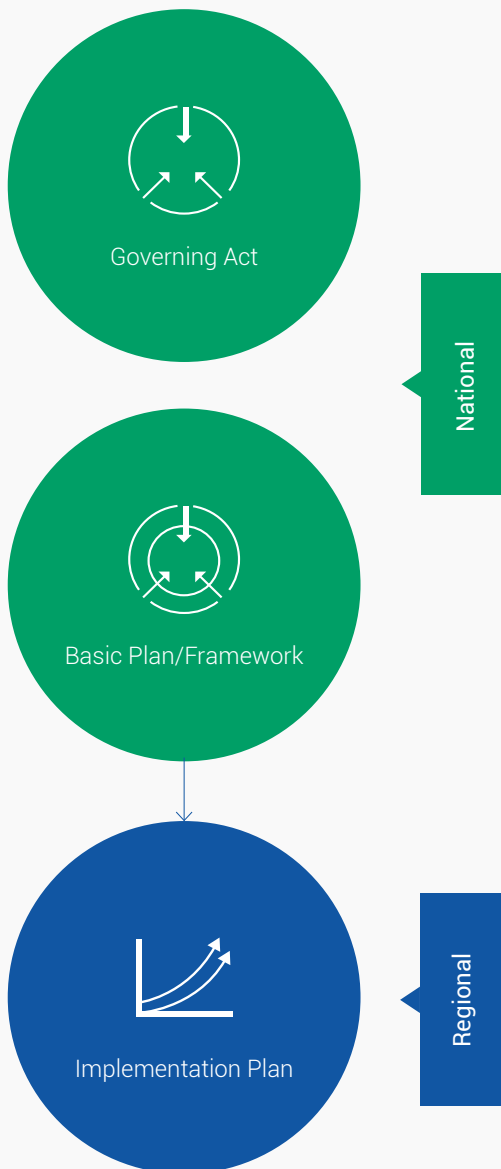 Governing Act
National
Basic Plan/Framework
Implementation Plan
Regional